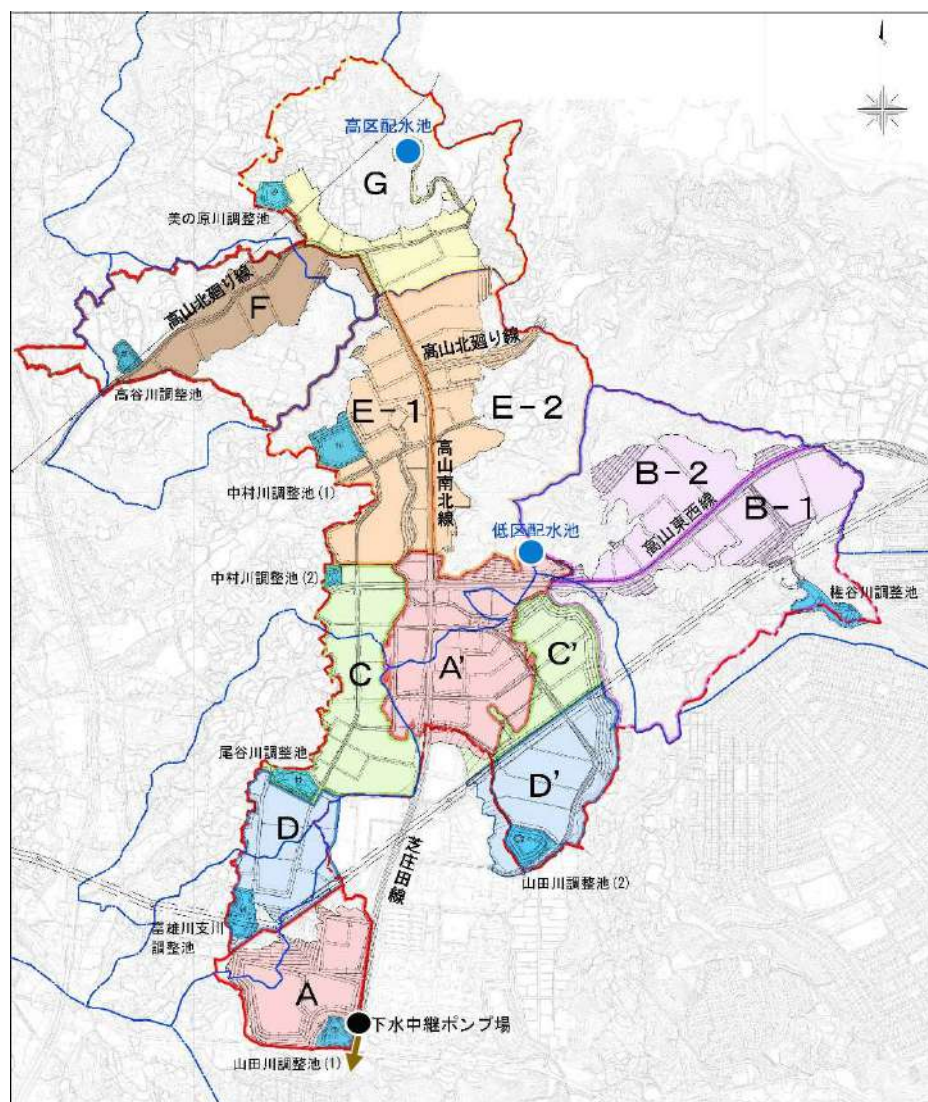 高区配水池
G
美の原川調整池
高山北廻り線
F
高山北廻り線
高谷川調整池
E-1
E-2
中村川調整池(1)
高山南北線
B-2
高山東西線
B-1
低区配水池
中村川調整池(2)
椎谷川調整池
C
A'
C'
尾谷川調整池
D'
D
芝庄田線
山田川調整池(2)
富雄川支川
調整池
A
下水中継ポンプ場
山田川調整池(1)